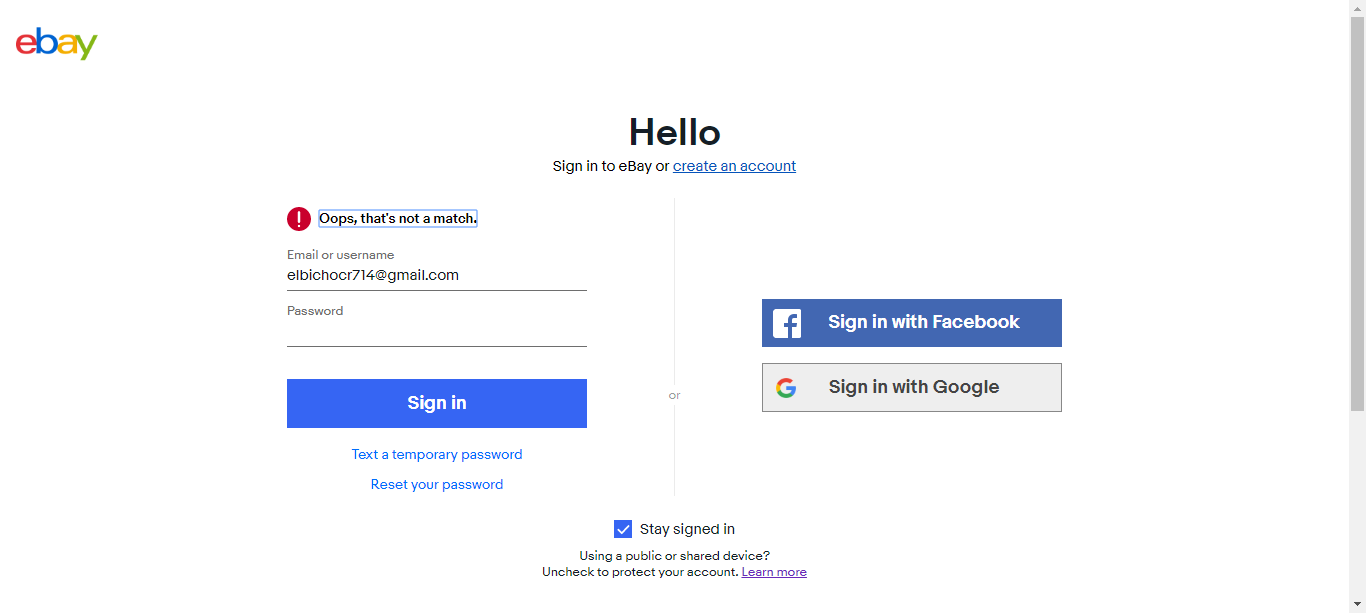 ebay
Hello
Sign in to eBay or create an account
Oops, that's not a match.
Email or username
elbichocr714@gmail.com
Password
Sign in
Text a temporary password
Reset your password
or
Sign in with Facebook
Sign in with Google
Stay signed in
Using a public or shared device?
Uncheck to protect your account. Learn more